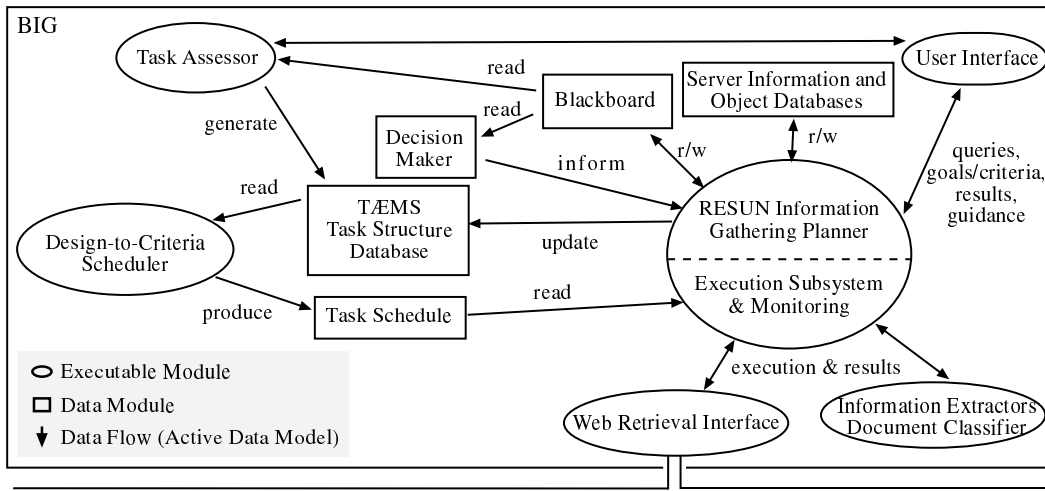 BIG
Task Assessor
User Interface
read
Server Information and
Object Databases
Blackboard
read
generate
Decision
Maker
r/w
r/w
inform
queries,
goals/criteria,
results,
guidance
read
TÆMS
Task Structure
Database
RESUN Information
Gathering Planner
update
Design-to-Criteria
Scheduler
Execution Subsystem
& Monitoring
read
produce
Task Schedule
execution & results
Executable Module
Data Module
Data Flow (Active Data Model)
Web Retrieval Interface
Information Extractors
Document Classifier